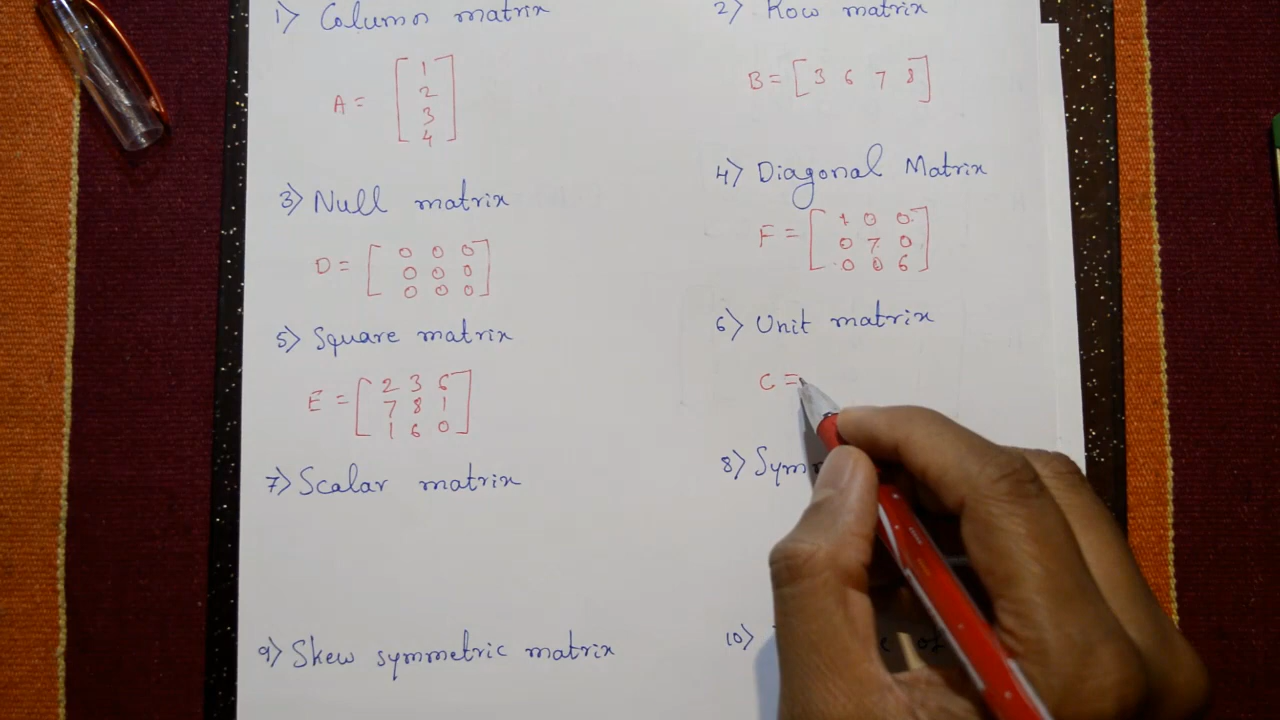 1) Column matrix
A = [1
2
3
4]
2) Row matrix
B = [3 6 7 8]
3) Null matrix
D = [0 0 0
0 0 0
0 0 0]
4) Diagonal Matrix
F = [1 0 0
0 7 0
0 0 6]
5) Square matrix
E = [2 3 6
7 8 1
1 6 0]
6) Unit matrix
C =
7) Scalar matrix
8)
9) Skew symmetric matrix
10) of